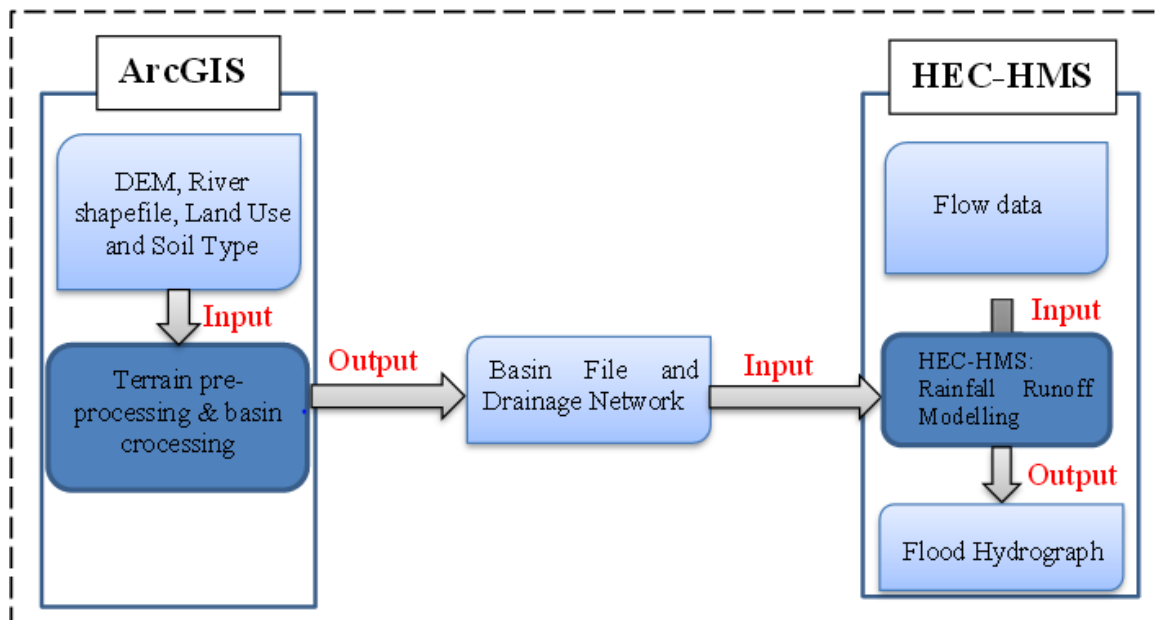 ArcGIS
DEM, River
shapefile, Land Use
and Soil Type
Input
Terrain pre-
processing & basin
crocessing
Output
Basin File and
Drainage Network
Input
HEC-HMS
Flow data
Input
HEC-HMS:
Rainfall Runoff
Modelling
Output
Flood Hydrograph